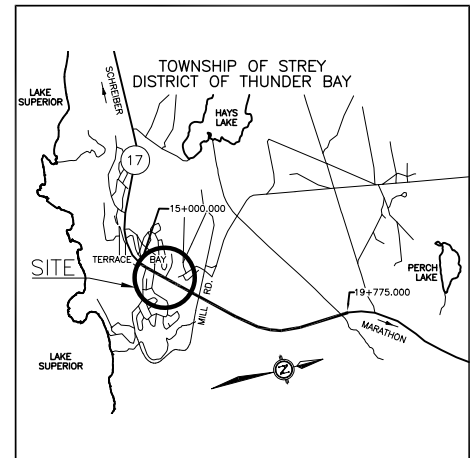 TOWNSHIP OF STREY
DISTRICT OF THUNDER BAY
LAKE
SUPERIOR
SCHREIBER
HAYS
LAKE
17
15+000.000
TERRACE BAY
SITE
MILL RD.
PERCH
LAKE
19+775.000
MARATHON
LAKE
SUPERIOR
N